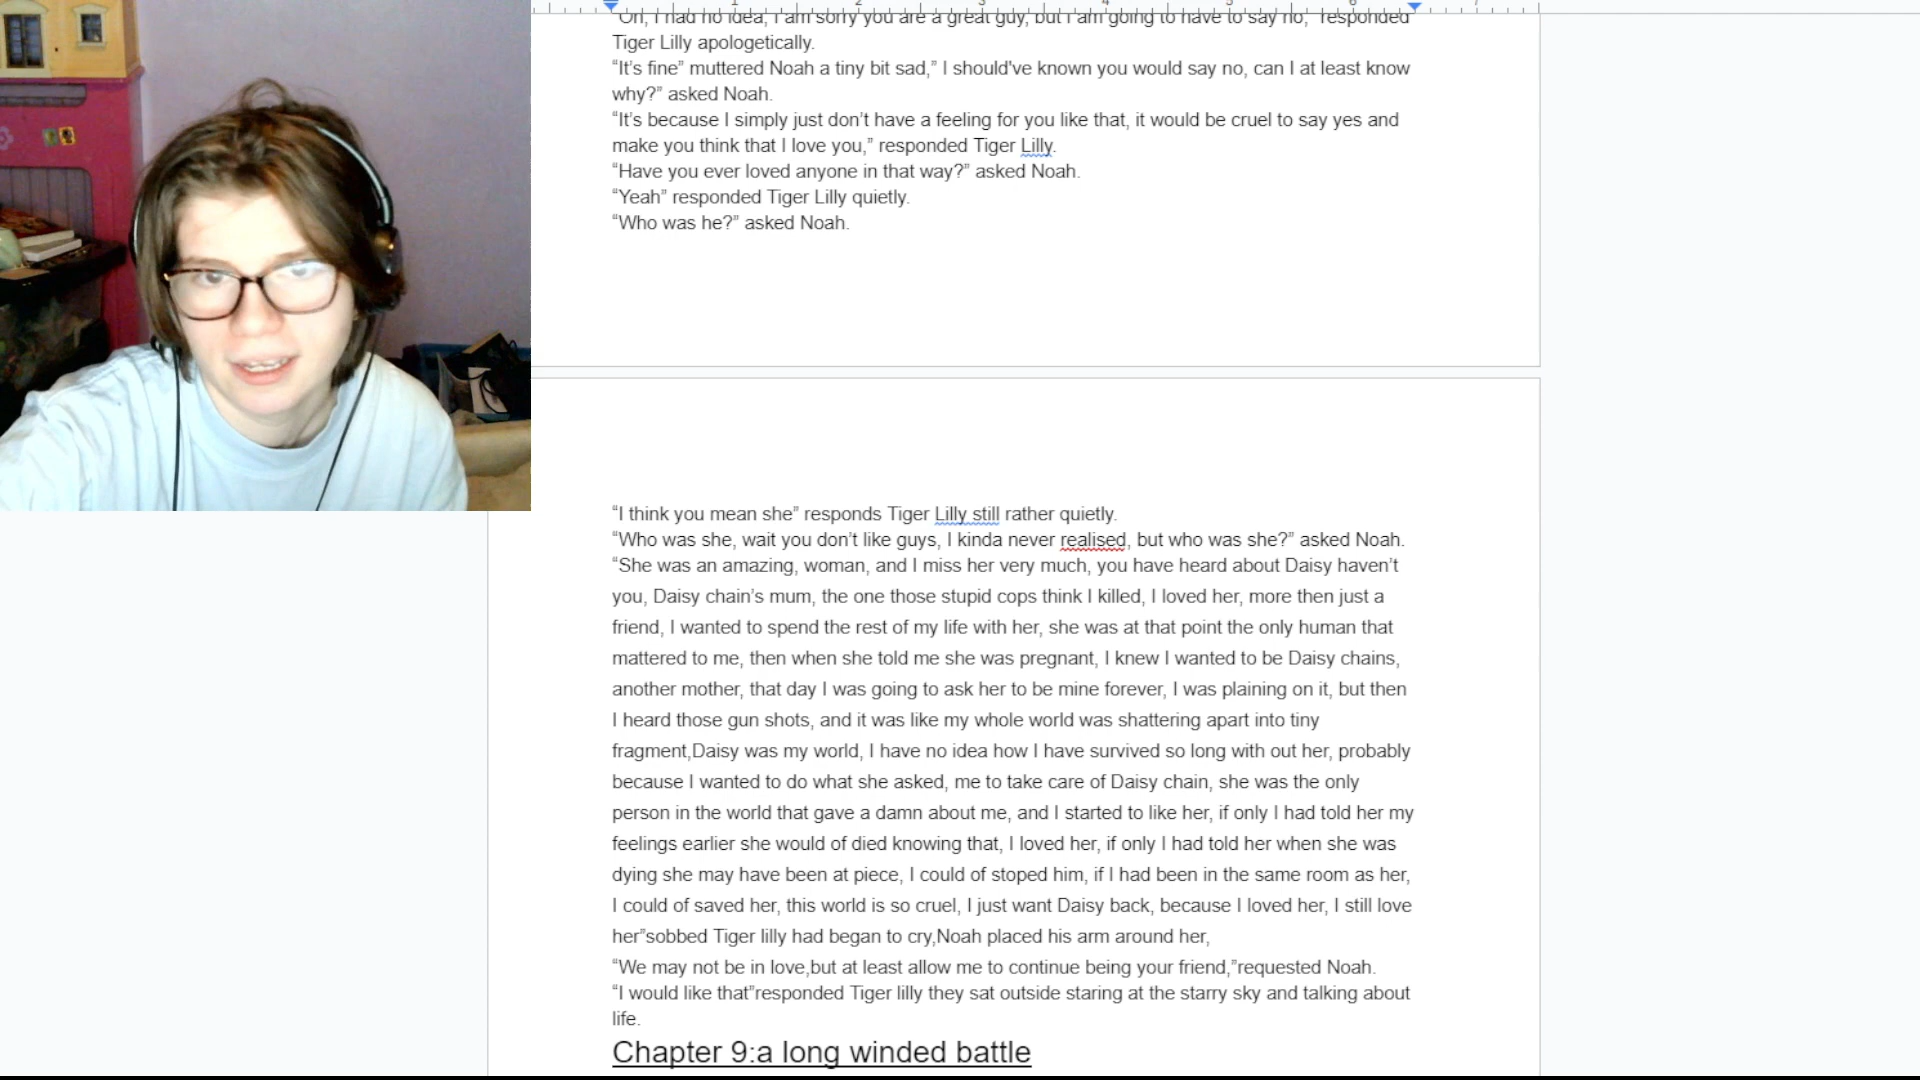 “Oh, I had no idea, I am sorry you are a great guy, but I am going to have to say no,” responded
Tiger Lilly apologetically.
“It’s fine” muttered Noah a tiny bit sad,” I should've known you would say no, can I at least know
why?” asked Noah.
“It’s because I simply just don’t have a feeling for you like that, it would be cruel to say yes and
make you think that I love you,” responded Tiger Lilly.
“Have you ever loved anyone in that way?” asked Noah.
“Yeah” responded Tiger Lilly quietly.
“Who was he?” asked Noah.
“I think you mean she” responds Tiger Lilly still rather quietly.
“Who was she, wait you don’t like guys, I kinda never realised, but who was she?” asked Noah.
“She was an amazing, woman, and I miss her very much, you have heard about Daisy haven’t
you, Daisy chain’s mum, the one those stupid cops think I killed, I loved her, more then just a
friend, I wanted to spend the rest of my life with her, she was at that point the only human that
mattered to me, then when she told me she was pregnant, I knew I wanted to be Daisy chains,
another mother, that day I was going to ask her to be mine forever, I was plaining on it, but then
I heard those gun shots, and it was like my whole world was shattering apart into tiny
fragment,Daisy was my world, I have no idea how I have survived so long with out her, probably
because I wanted to do what she asked, me to take care of Daisy chain, she was the only
person in the world that gave a damn about me, and I started to like her, if only I had told her my
feelings earlier she would of died knowing that, I loved her, if only I had told her when she was
dying she may have been at piece, I could of stoped him, if I had been in the same room as her,
I could of saved her, this world is so cruel, I just want Daisy back, because I loved her, I still love
her”sobbed Tiger lilly had began to cry,Noah placed his arm around her,
“We may not be in love,but at least allow me to continue being your friend,”requested Noah.
“I would like that”responded Tiger lilly they sat outside staring at the starry sky and talking about
life.
Chapter 9:a long winded battle